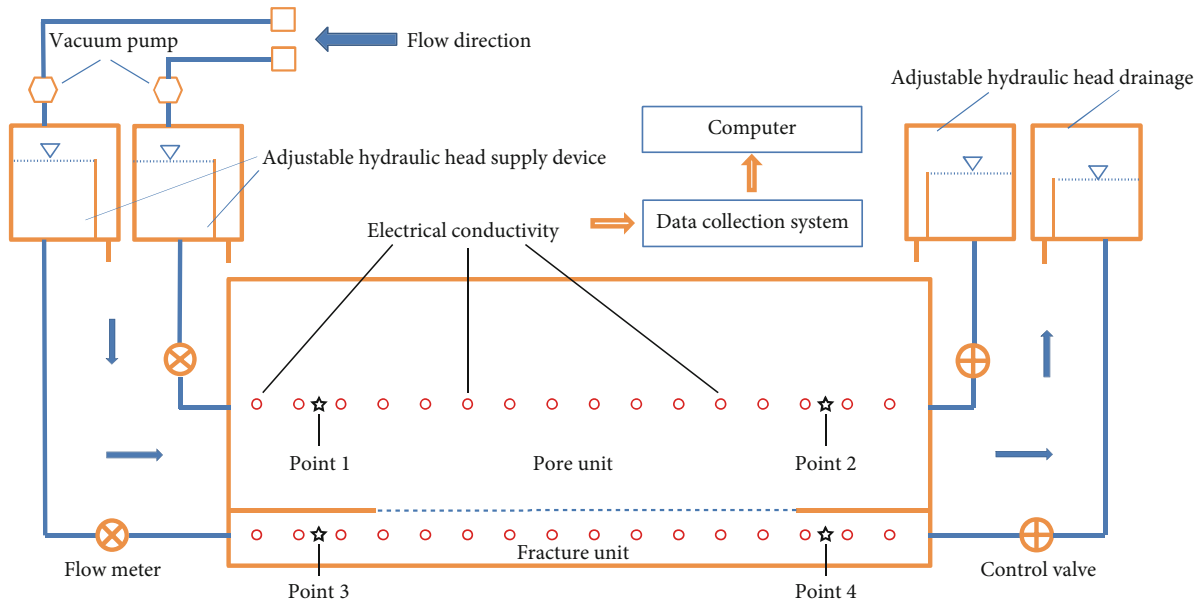 Vacuum pump
Flow direction
Adjustable hydraulic head drainage
Computer
Adjustable hydraulic head supply device
Data collection system
Electrical conductivity
Point 1
Pore unit
Point 2
Fracture unit
Flow meter
Control valve
Point 3
Point 4